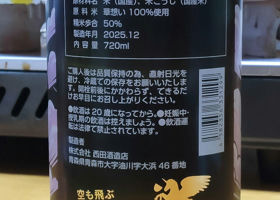 原材料名 米（国産）、米こうじ（国産米）
原料米 華想い100％使用
精米歩合 50％
製造年月 2025.12
内容量 720ml
ご購入後は品質保持の為、直射日光を
避け、冷蔵での保存をお願いいたします。
開栓前後にかかわらず、できるだ
けお早目にお召し上がりください。
●飲酒は20歳になってから。●妊娠中・
授乳期の飲酒は控えましょう。●飲酒運
転は法律で禁止されています。
製造者
株式会社 西田酒造店
青森県青森市大字油川字大浜46番地
空も飛ぶ